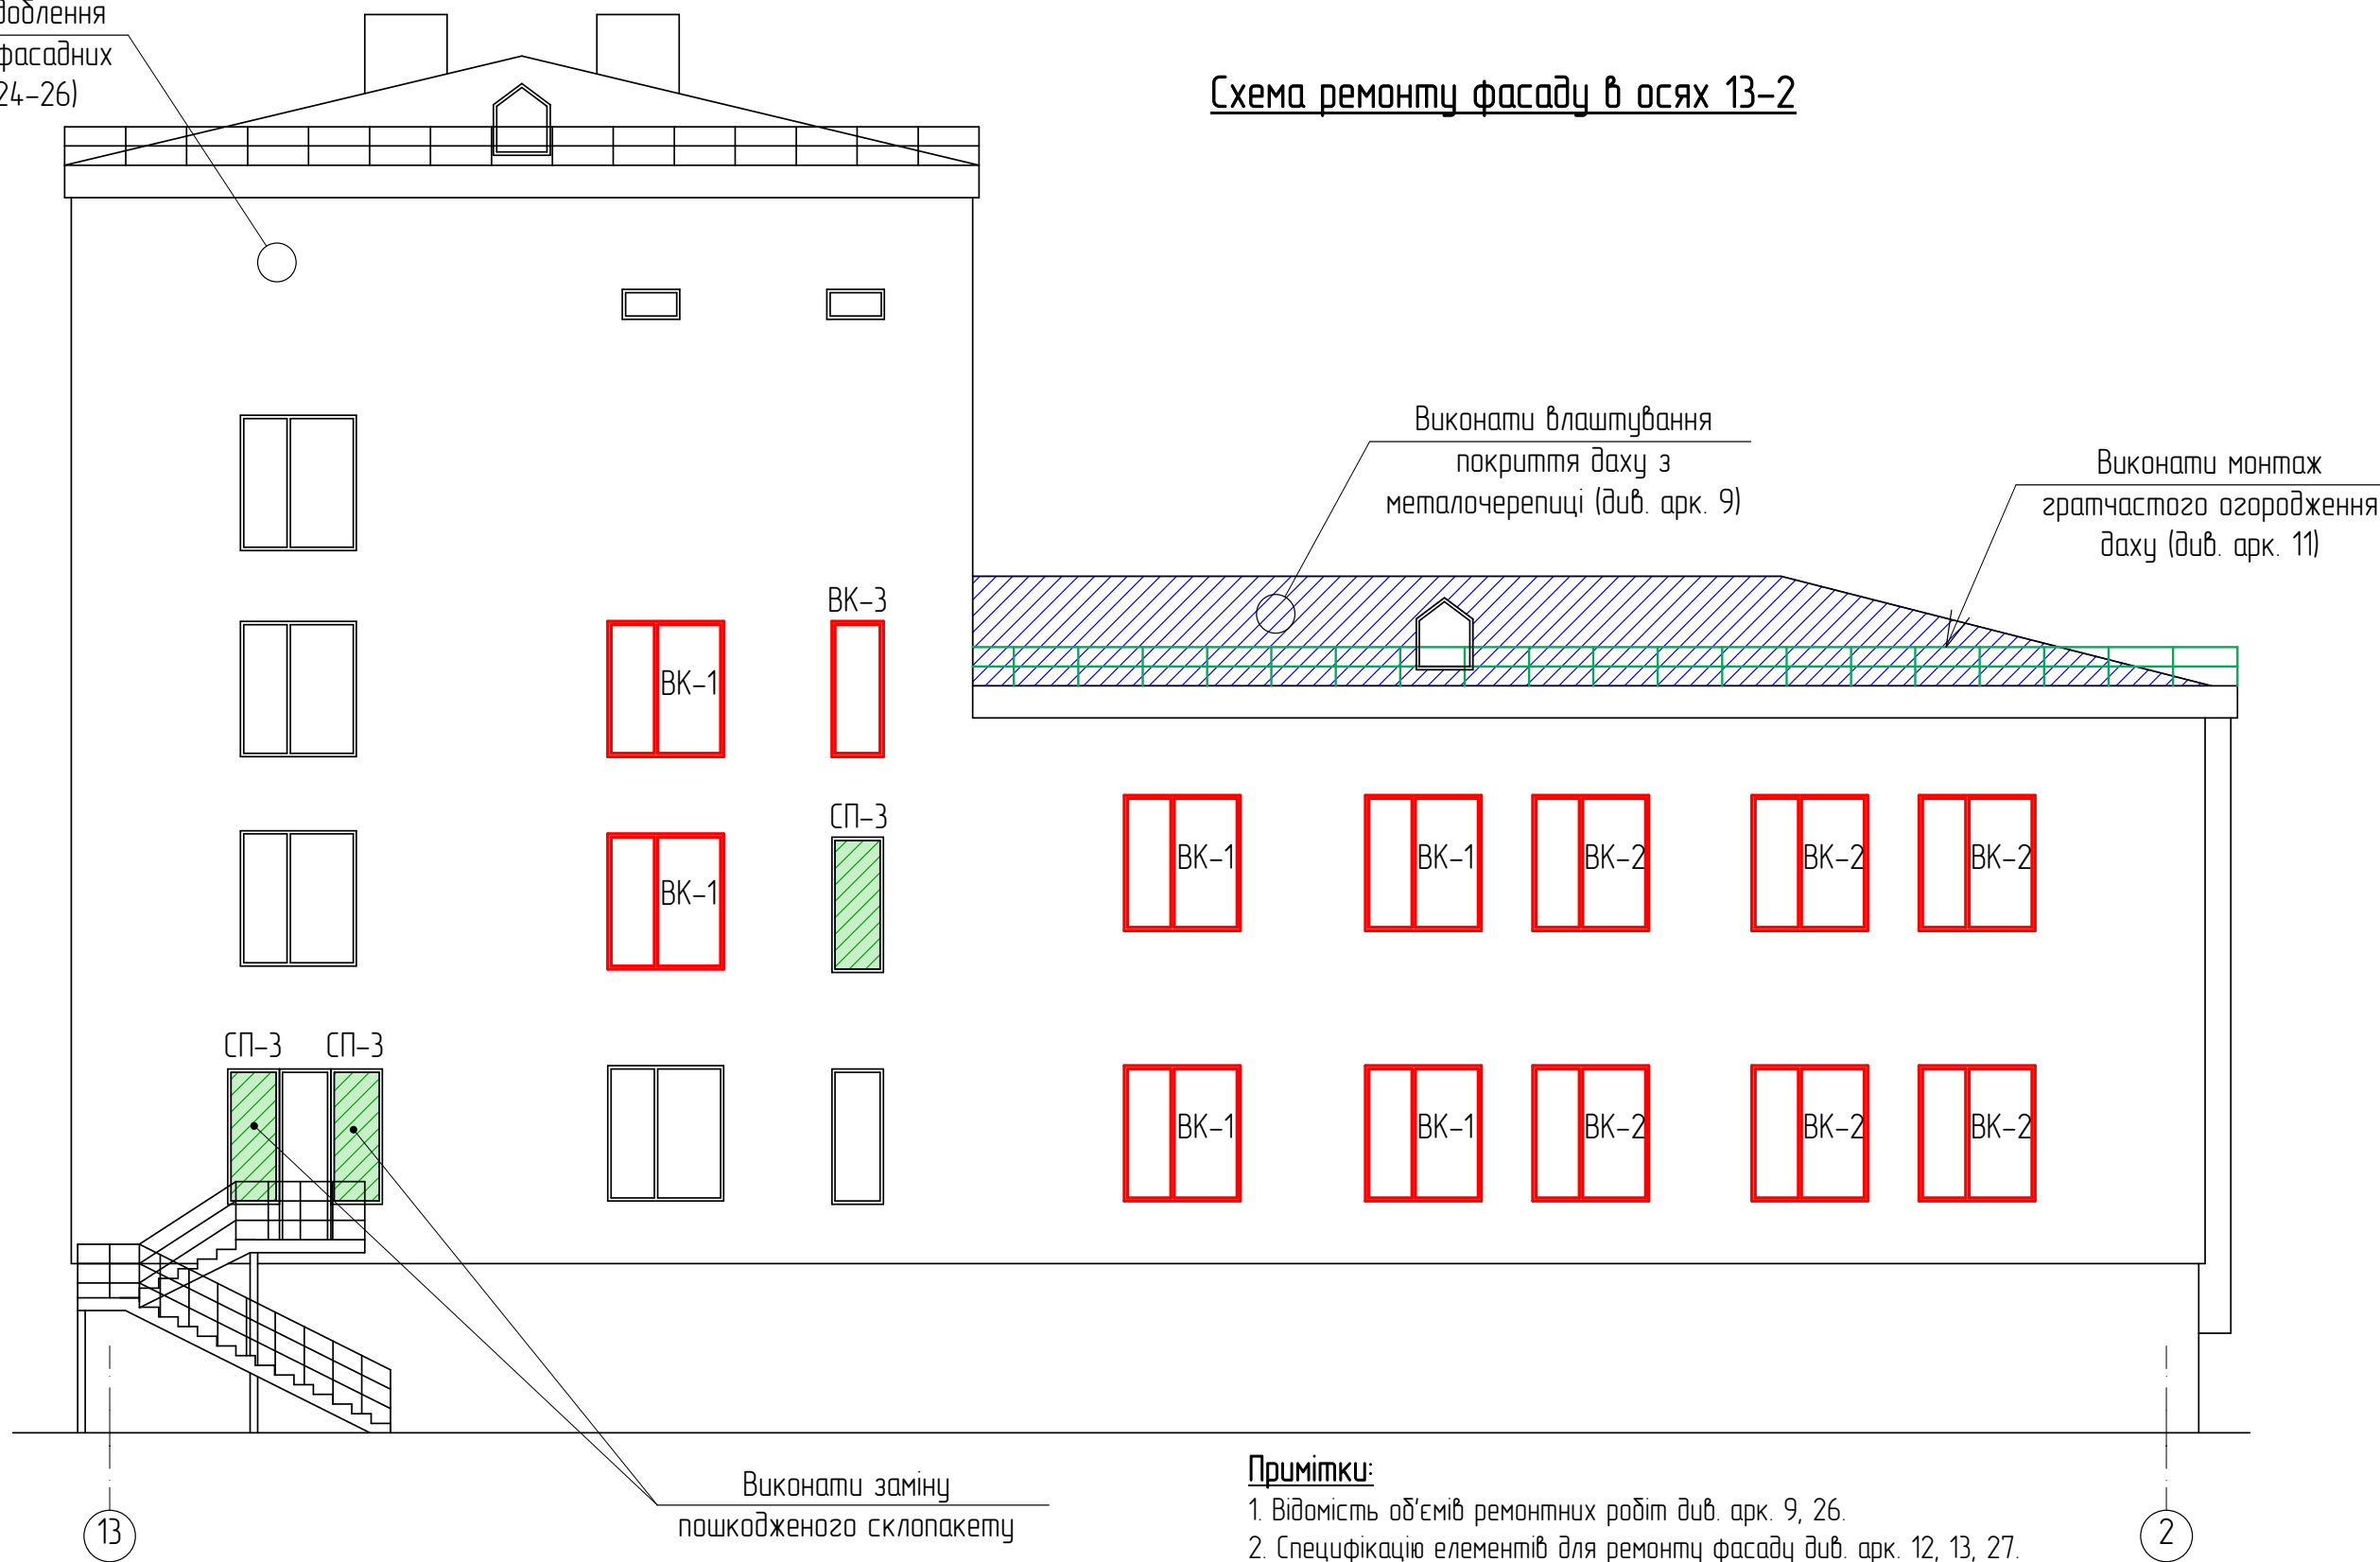 фасадних
24-26)
Схема ремонту фасаду в осях 13-2
Виконати влаштування
покриття даху з
металочерепиці (див. арк. 9)
Виконати монтаж
гратчастого огородження
даху (див. арк. 11)
ВК-3
ВК-1
СП-3
ВК-1
ВК-1 ВК-1 ВК-2 ВК-2 ВК-2
СП-3 СП-3
ВК-1 ВК-1 ВК-2 ВК-2 ВК-2
Виконати заміну
пошкодженого склопакету
13
2
Примітки:
1. Відомість об'ємів ремонтних робіт див. арк. 9, 26.
2. Специфікацію елементів для ремонту фасаду див. арк. 12, 13, 27.